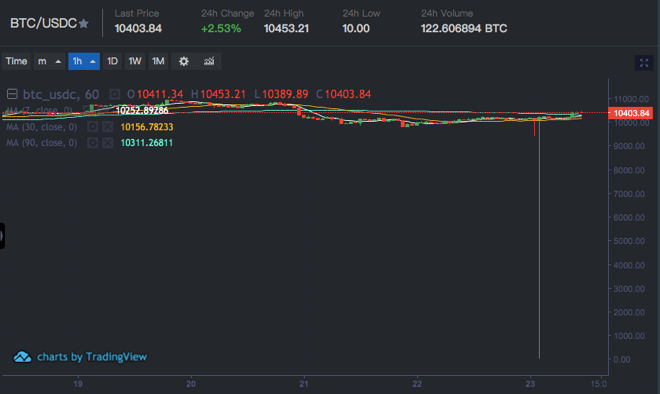 BTC/USDC★ Last Price 24h Change 24h High 24h Low 24h Volume
10403.84 +2.53% 10453.21 10.00 122.606894 BTC
Time m 1h 1D 1W 1M
btc_usdc, 60 O 10411.34 H 10453.21 L 10389.89 C 10403.84
MA (7, close, 0) 10252.89286
MA (30, close, 0) 10156.78233
MA (90, close, 0) 10311.26811
11000.00
10403.84
10000.00
9000.00
8000.00
7000.00
6000.00
5000.00
4000.00
3000.00
2000.00
1000.00
0.00
charts by TradingView
19 20 21 22 23 15:0